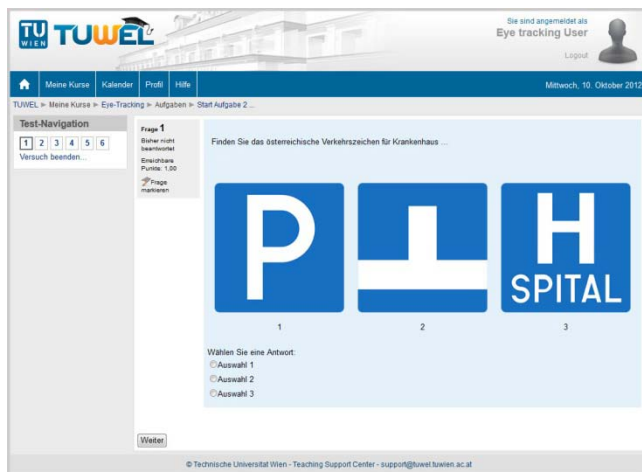 TU
WIEN
TUWEL
Sie sind angemeldet als
Eye tracking User
Logout
Meine Kurse
Kalender
Profil
Hilfe
Mittwoch, 10. Oktober 2012
TUWEL ► Meine Kurse ► Eye-Tracking ► Aufgaben ► Start Aufgabe 2 ...
Test-Navigation
1 2 3 4 5 6
Versuch beenden...
Frage 1
Bisher nicht
beantwortet
Erreichbare
Punkte: 1,00
Frage
markieren
Finden Sie das österreichische Verkehrszeichen für Krankenhaus ...
P
H
SPITAL
1
2
3
Wählen Sie eine Antwort:
Auswahl 1
Auswahl 2
Auswahl 3
Weiter
© Technische Universität Wien - Teaching Support Center - support@tuwel.tuwien.ac.at